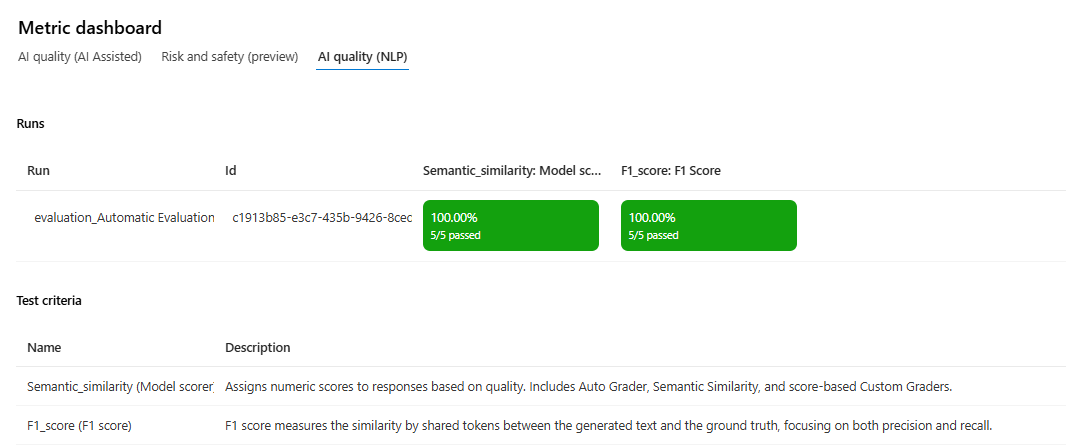 Metric dashboard
AI quality (AI Assisted) Risk and safety (preview) AI quality (NLP)
Runs
Run Id Semantic_similarity: Model sc... F1_score: F1 Score
evaluation_Automatic Evaluation c1913b85-e3c7-435b-9426-8cec 100.00% 100.00%
5/5 passed 5/5 passed
Test criteria
Name Description
Semantic_similarity (Model scorer) Assigns numeric scores to responses based on quality. Includes Auto Grader, Semantic Similarity, and score-based Custom Graders.
F1_score (F1 score) F1 score measures the similarity by shared tokens between the generated text and the ground truth, focusing on both precision and recall.